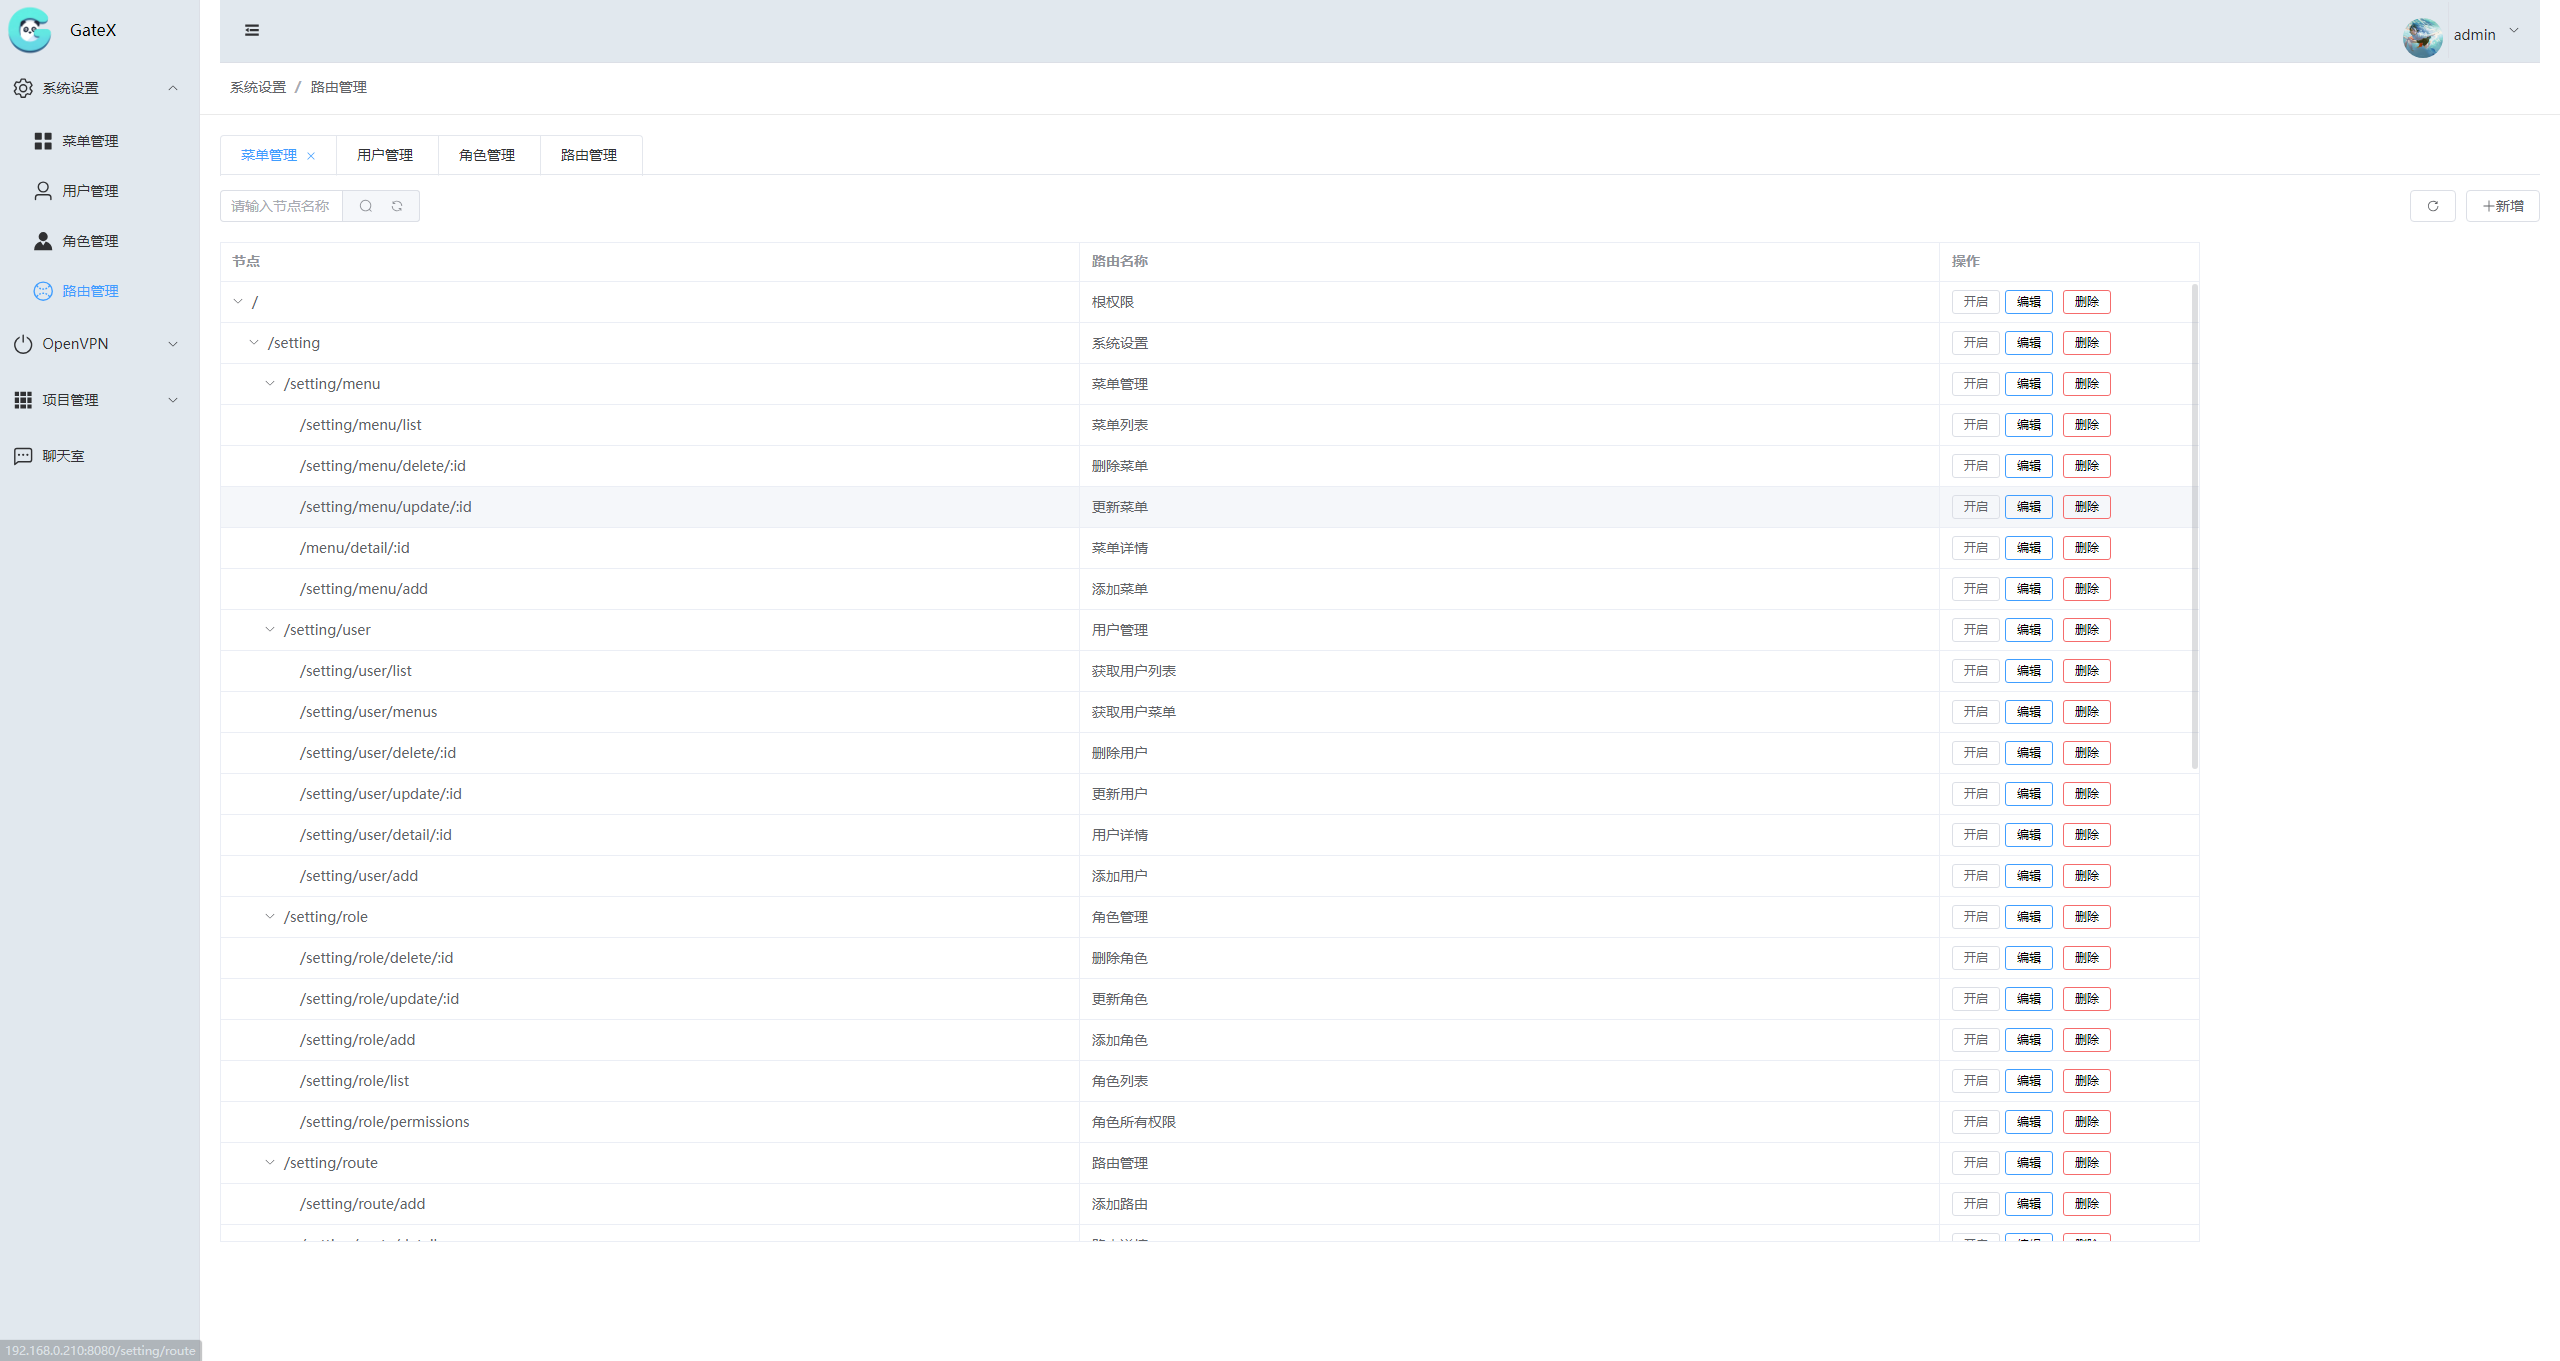 GateX
admin
系统设置
菜单管理
用户管理
角色管理
路由管理
OpenVPN
项目管理
聊天室
系统设置 / 路由管理
菜单管理 用户管理 角色管理 路由管理
请输入节点名称 新增
节点 路由名称 操作
/ 根权限 开启 编辑 删除
/setting 系统设置 开启 编辑 删除
/setting/menu 菜单管理 开启 编辑 删除
/setting/menu/list 菜单列表 开启 编辑 删除
/setting/menu/delete/:id 删除菜单 开启 编辑 删除
/setting/menu/update/:id 更新菜单 开启 编辑 删除
/menu/detail/:id 菜单详情 开启 编辑 删除
/setting/menu/add 添加菜单 开启 编辑 删除
/setting/user 用户管理 开启 编辑 删除
/setting/user/list 获取用户列表 开启 编辑 删除
/setting/user/menus 获取用户菜单 开启 编辑 删除
/setting/user/delete/:id 删除用户 开启 编辑 删除
/setting/user/update/:id 更新用户 开启 编辑 删除
/setting/user/detail/:id 用户详情 开启 编辑 删除
/setting/user/add 添加用户 开启 编辑 删除
/setting/role 角色管理 开启 编辑 删除
/setting/role/delete/:id 删除角色 开启 编辑 删除
/setting/role/update/:id 更新角色 开启 编辑 删除
/setting/role/add 添加角色 开启 编辑 删除
/setting/role/list 角色列表 开启 编辑 删除
/setting/role/permissions 角色所有权限 开启 编辑 删除
/setting/route 路由管理 开启 编辑 删除
/setting/route/add 添加路由 开启 编辑 删除
192.168.0.210:8080/setting/route